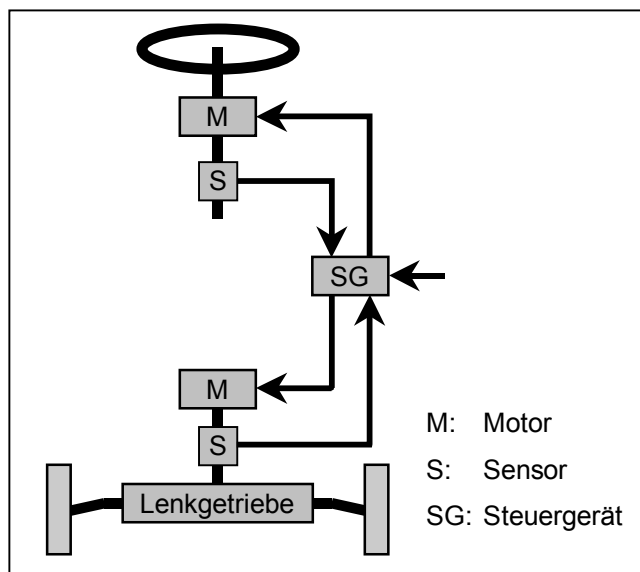 M
S
SG
M
S
Lenkgetriebe
M: Motor
S: Sensor
SG: Steuergerät